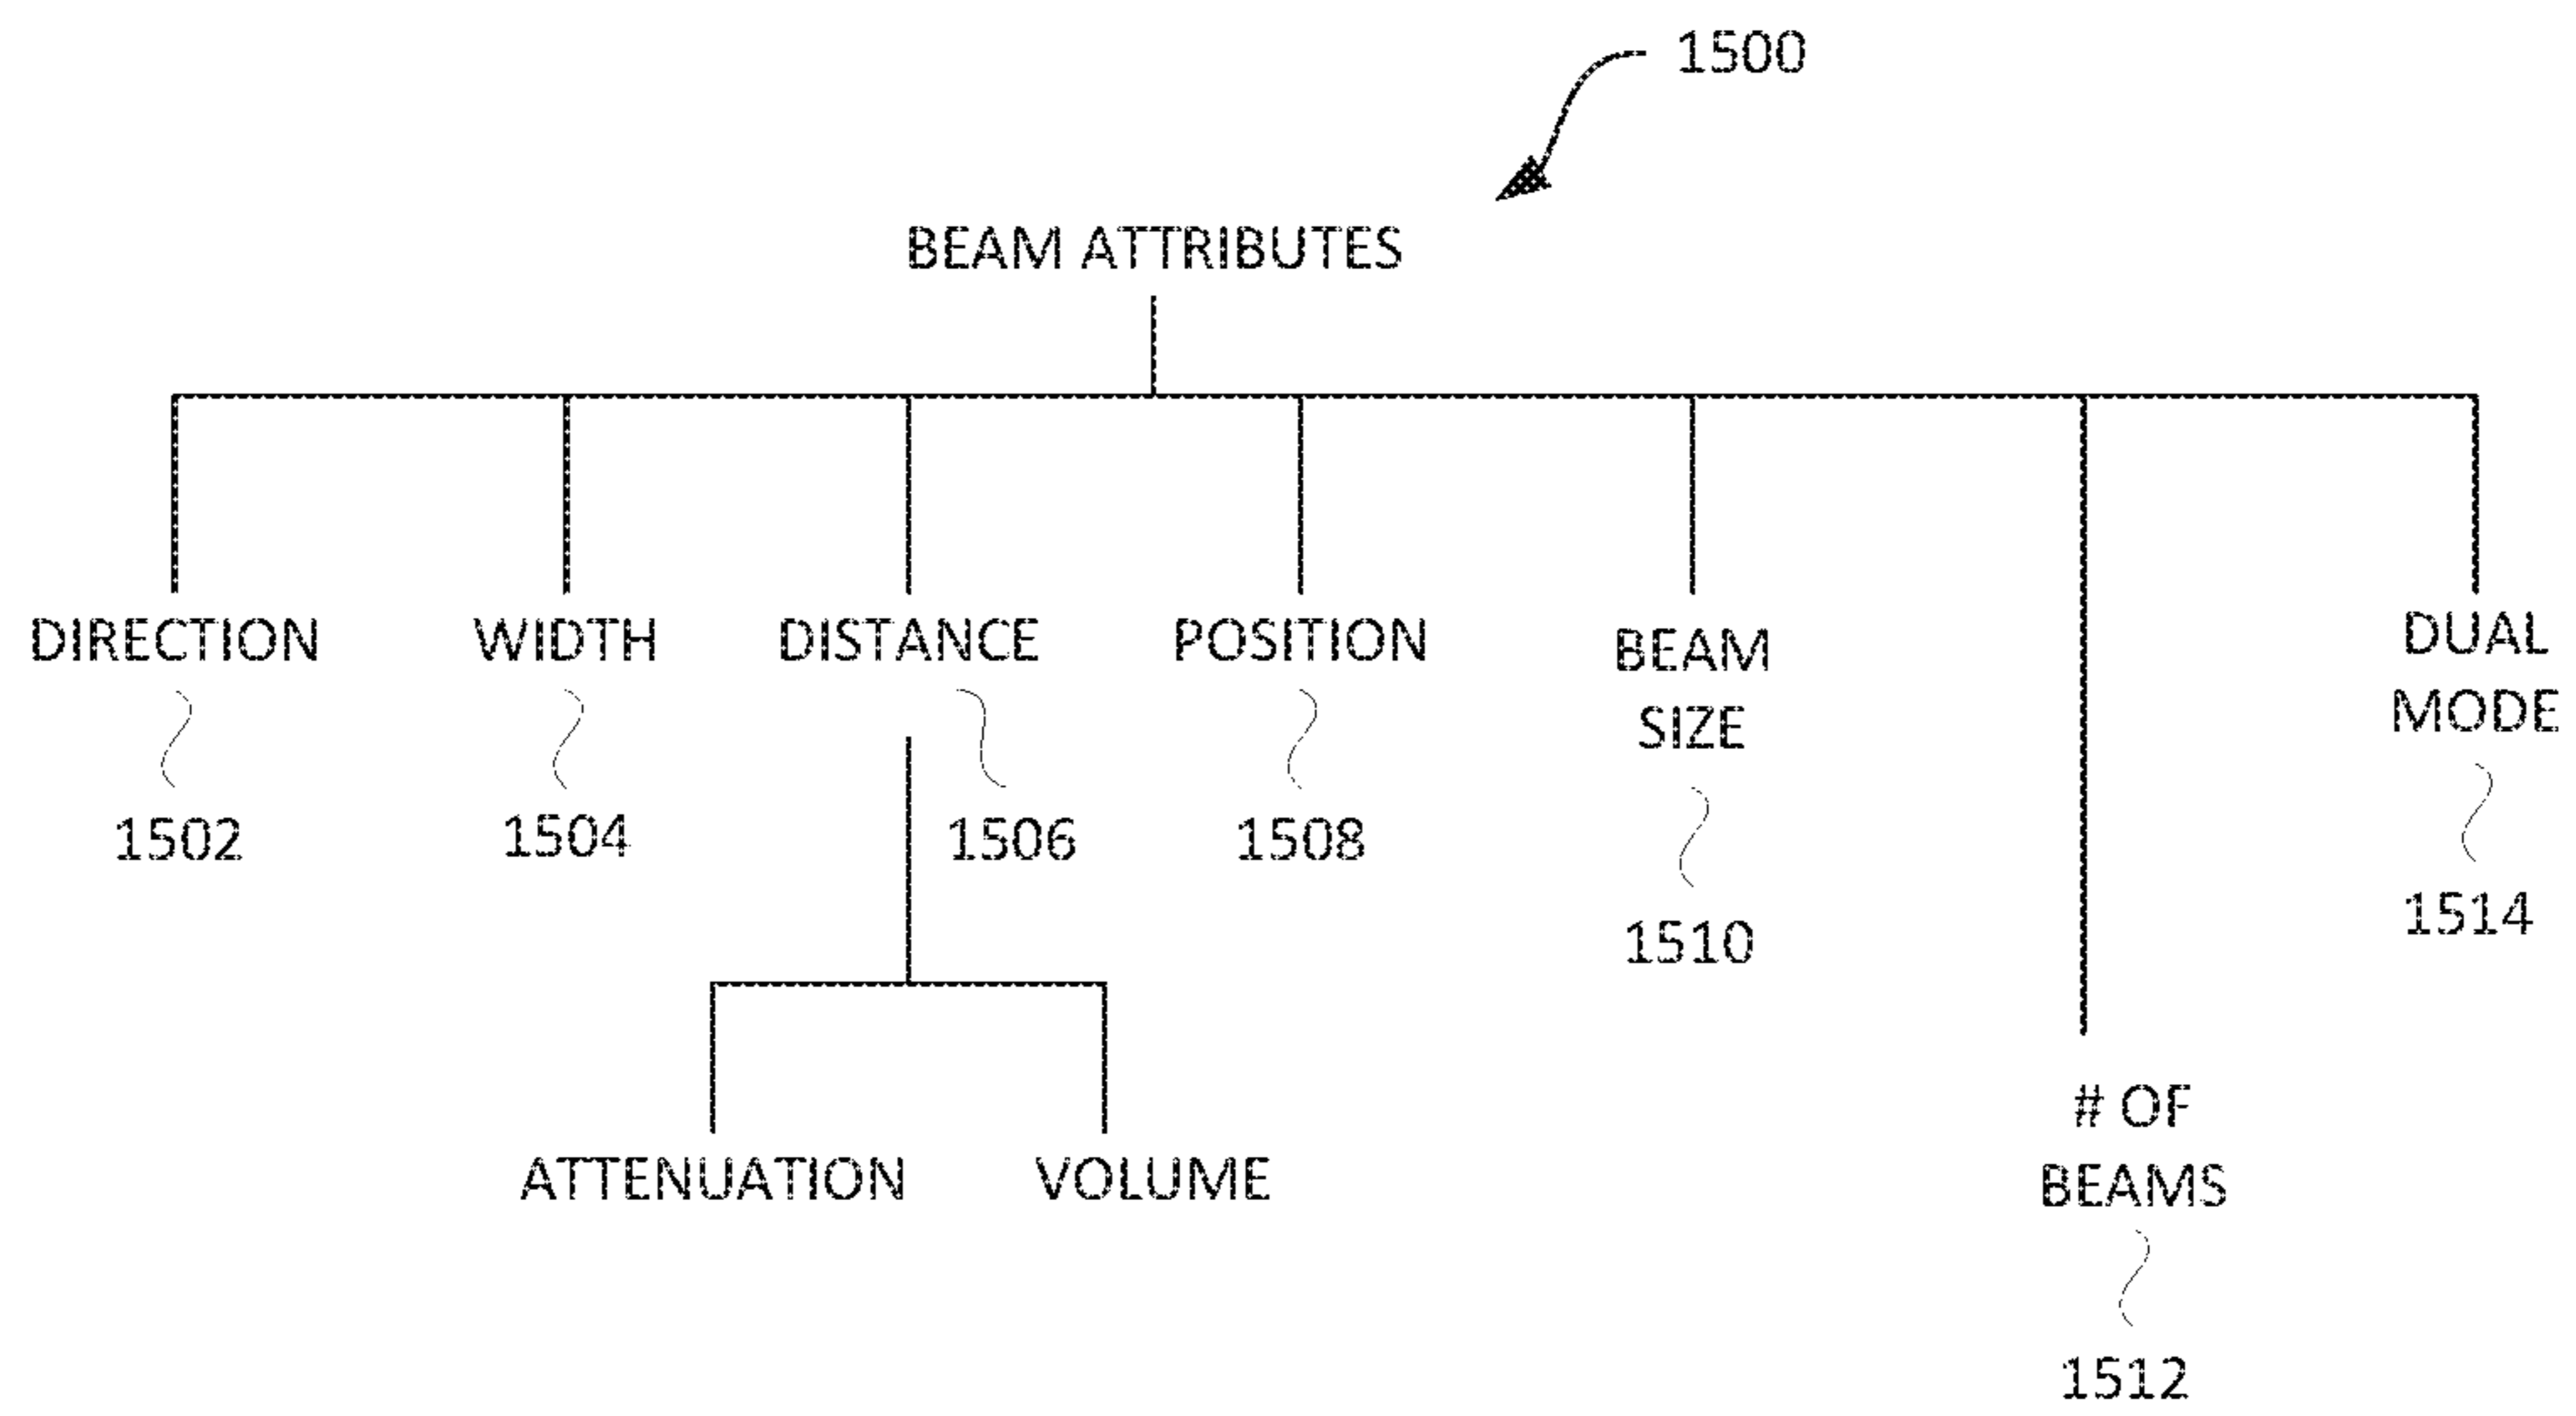 1500
BEAM ATTRIBUTES
DIRECTION
1502
WIDTH
1504
DISTANCE
1506
ATTENUATION
VOLUME
POSITION
1508
BEAM
SIZE
1510
# OF
BEAMS
1512
DUAL
MODE
1514